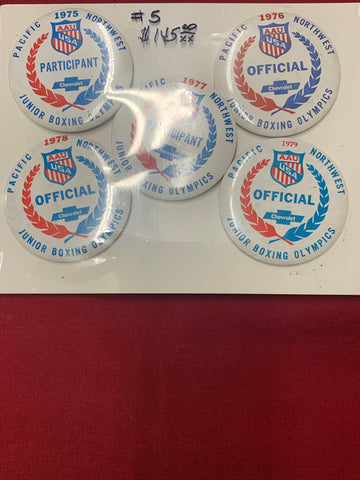 #5
$145 00/xx
1975
PACIFIC NORTHWEST
AAU
USA
PARTICIPANT
Chevrolet
JUNIOR BOXING OLYMPICS
1976
PACIFIC NORTHWEST
AAU
USA
OFFICIAL
Chevrolet
JUNIOR BOXING OLYMPICS
1977
NORTHWEST
Chevrolet
BOXING OLYMPICS
1978
PACIFIC NORTHWEST
AAU
USA
OFFICIAL
Chevrolet
JUNIOR BOXING OLYMPICS
1979
PACIFIC NORTHWEST
AAU
USA
OFFICIAL
Chevrolet
JUNIOR BOXING OLYMPICS